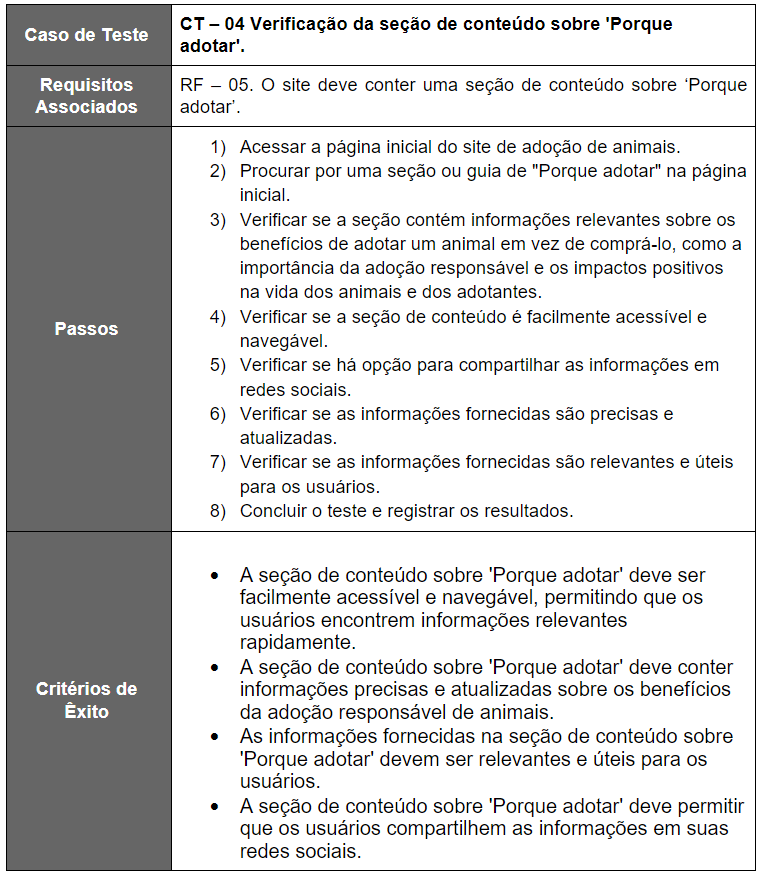 Caso de Teste
CT – 04 Verificação da seção de conteúdo sobre 'Porque
adotar'.
Requisitos
Associados
RF – 05. O site deve conter uma seção de conteúdo sobre ‘Porque
adotar’.
Passos
1) Acessar a página inicial do site de adoção de animais.
2) Procurar por uma seção ou guia de "Porque adotar" na página
inicial.
3) Verificar se a seção contém informações relevantes sobre os
benefícios de adotar um animal em vez de comprá-lo, como a
importância da adoção responsável e os impactos positivos
na vida dos animais e dos adotantes.
4) Verificar se a seção de conteúdo é facilmente acessível e
navegável.
5) Verificar se há opção para compartilhar as informações em
redes sociais.
6) Verificar se as informações fornecidas são precisas e
atualizadas.
7) Verificar se as informações fornecidas são relevantes e úteis
para os usuários.
8) Concluir o teste e registrar os resultados.
Critérios de
Êxito
• A seção de conteúdo sobre 'Porque adotar' deve ser
facilmente acessível e navegável, permitindo que os
usuários encontrem informações relevantes
rapidamente.
• A seção de conteúdo sobre 'Porque adotar' deve conter
informações precisas e atualizadas sobre os benefícios
da adoção responsável de animais.
• As informações fornecidas na seção de conteúdo sobre
'Porque adotar' devem ser relevantes e úteis para os
usuários.
• A seção de conteúdo sobre 'Porque adotar' deve permitir
que os usuários compartilhem as informações em suas
redes sociais.